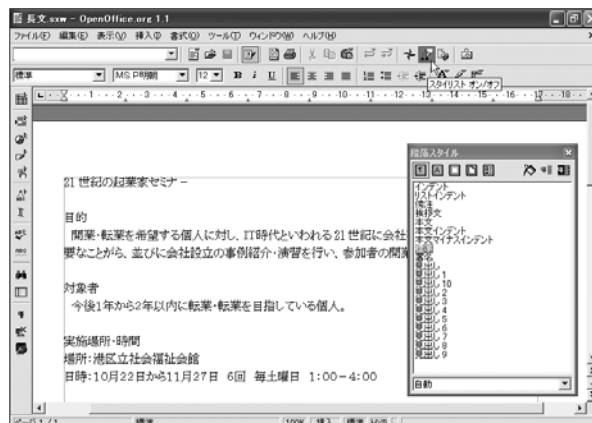 長文.sxw - OpenOffice.org 1.1
ファイル(F) 編集(E) 表示(V) 挿入(I) 書式(O) ツール(T) ウィンドウ(W) ヘルプ(H)
標準 MS P明朝 12 B i U
スタイリスト オン/オフ
段落スタイル
インデント
リストインデント
挨拶文
本文
本文インデント
本文マイナスインデント
署名
見出し
見出し 1
見出し 10
見出し 2
見出し 3
見出し 4
見出し 5
見出し 6
見出し 7
見出し 8
見出し 9
自動
21 世紀の起業家セミナー
目的
開業・転業を希望する個人に対し、IT時代といわれる 21 世紀に会社
要なことがら、並びに会社設立の事例紹介・演習を行い、参加者の開業
対象者
今後1年から2年以内に転業・転業を目指している個人。
実施場所・時間
場所：港区立社会福祉会館
日時：10月22日から11月27日 6回 毎土曜日 1:00-4:00
ページ 1 / 1 標準 100% 挿入 標準 HYP